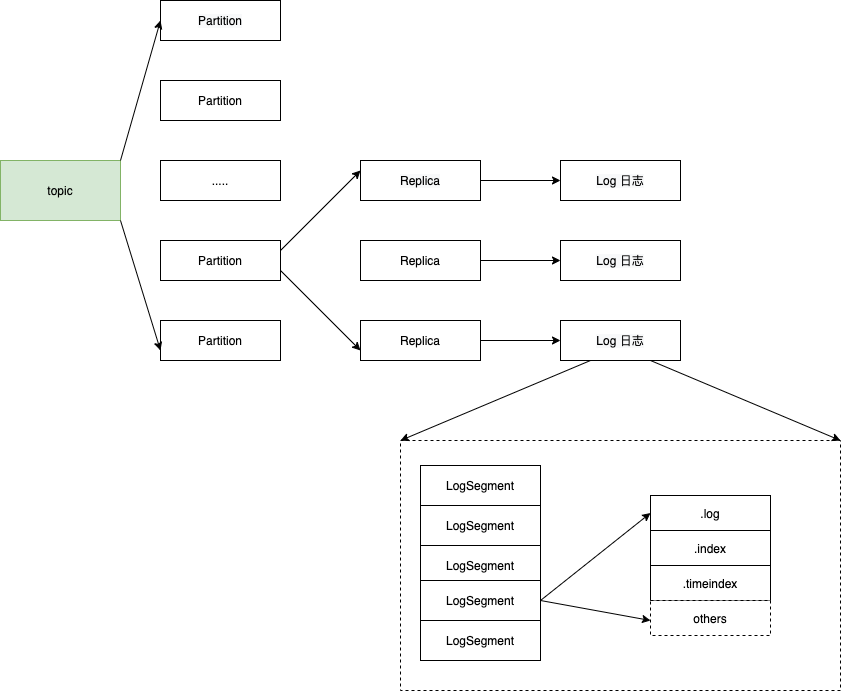 Partition
Partition
topic
.....
Replica
Log 日志
Partition
Replica
Log 日志
Partition
Replica
Log 日志
LogSegment
LogSegment
LogSegment
LogSegment
LogSegment
.log
.index
.timeindex
others